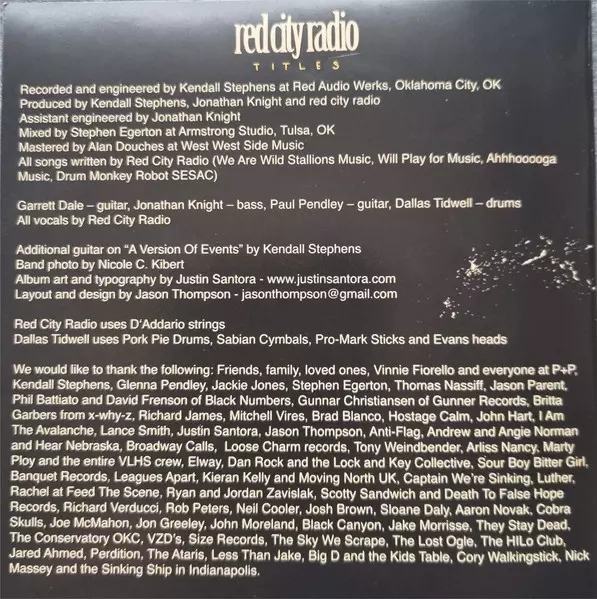 red city radio
TITLES
Recorded and engineered by Kendall Stephens at Red Audio Werks, Oklahoma City, OK
Produced by Kendall Stephens, Jonathan Knight and red city radio
Assistant engineered by Jonathan Knight
Mixed by Stephen Egerton at Armstrong Studio, Tulsa, OK
Mastered by Alan Douches at West West Side Music
All songs written by Red City Radio (We Are Wild Stallions Music, Will Play for Music, Ahhhooooga
Music, Drum Monkey Robot SESAC)
Garrett Dale – guitar, Jonathan Knight – bass, Paul Pendley – guitar, Dallas Tidwell – drums
All vocals by Red City Radio
Additional guitar on "A Version Of Events" by Kendall Stephens
Band photo by Nicole C. Kibert
Album art and typography by Justin Santora - www.justinsantora.com
Layout and design by Jason Thompson - jasonthompson@gmail.com
Red City Radio uses D'Addario strings
Dallas Tidwell uses Pork Pie Drums, Sabian Cymbals, Pro-Mark Sticks and Evans heads
We would like to thank the following: Friends, family, loved ones, Vinnie Fiorello and everyone at P+P,
Kendall Stephens, Glenna Pendley, Jackie Jones, Stephen Egerton, Thomas Nassiff, Jason Parent,
Phil Battiato and David Frenson of Black Numbers, Gunnar Christiansen of Gunner Records, Britta
Garbers from x-why-z, Richard James, Mitchell Vires, Brad Blanco, Hostage Calm, John Hart, I Am
The Avalanche, Lance Smith, Justin Santora, Jason Thompson, Anti-Flag, Andrew and Angie Norman
and Hear Nebraska, Broadway Calls, Loose Charm records, Tony Weindbender, Arliss Nancy, Marty
Ploy and the entire VLHS crew, Elway, Dan Rock and the Lock and Key Collective, Sour Boy Bitter Girl,
Banquet Records, Leagues Apart, Kieran Kelly and Moving North UK, Captain We're Sinking, Luther,
Rachel at Feed The Scene, Ryan and Jordan Zavislak, Scotty Sandwich and Death To False Hope
Records, Richard Verducci, Rob Peters, Neil Cooler, Josh Brown, Sloane Daly, Aaron Novak, Cobra
Skulls, Joe McMahon, Jon Greeley, John Moreland, Black Canyon, Jake Morrisse, They Stay Dead,
The Conservatory OKC, VZD's, Size Records, The Sky We Scrape, The Lost Ogle, The HiLo Club,
Jared Ahmed, Perdition, The Ataris, Less Than Jake, Big D and the Kids Table, Cory Walkingstick, Nick
Massey and the Sinking Ship in Indianapolis.